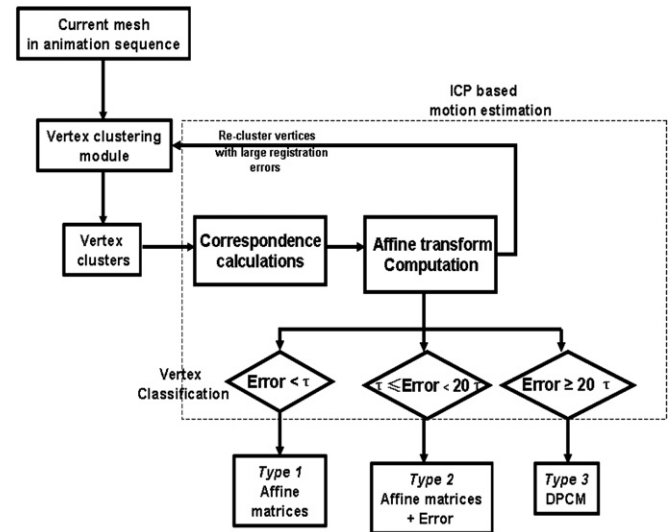 Current mesh
in animation sequence
ICP based
motion estimation
Vertex clustering
module
Re-cluster vertices
with large registration
errors
Vertex
clusters
Correspondence
calculations
Affine transform
Computation
Vertex
Classification
Error < τ
τ ⩽Error < 20 τ
Error ≥ 20 τ
Type 1
Affine
matrices
Type 2
Affine matrices
+ Error
Type 3
DPCM